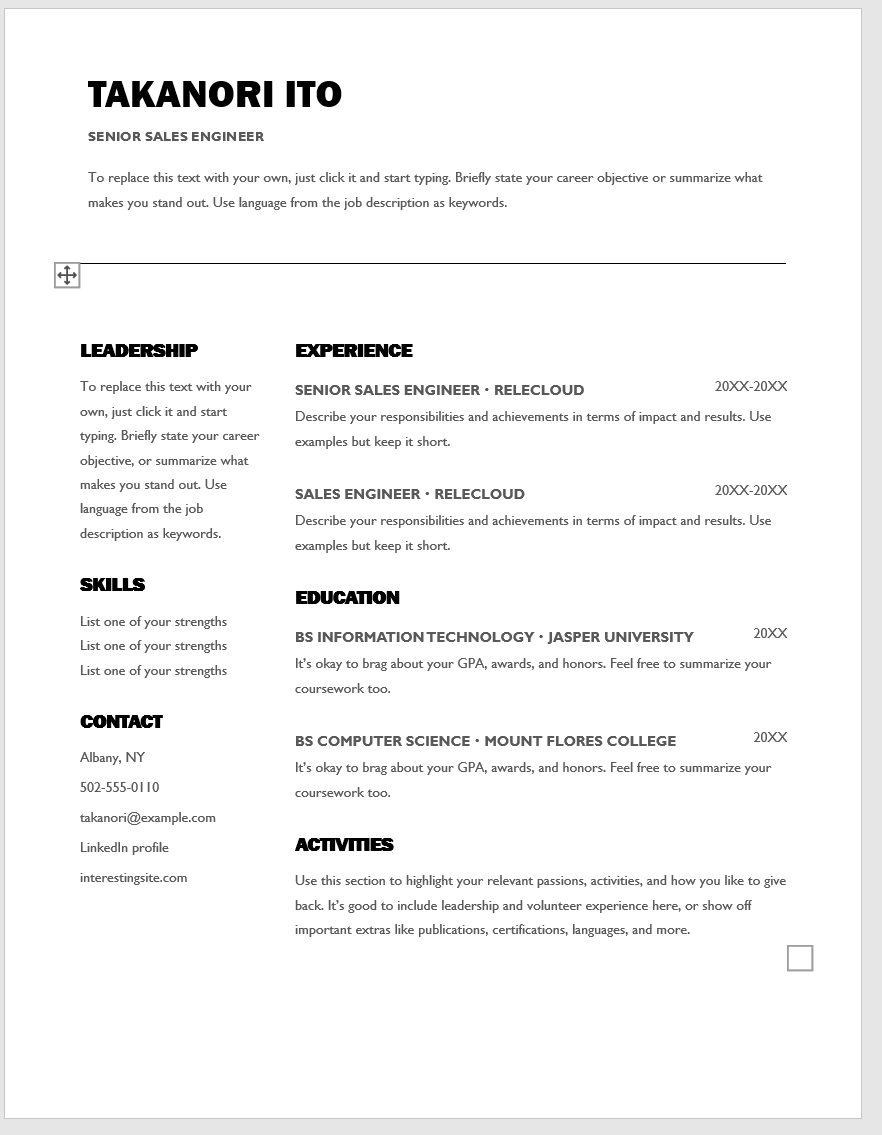 TAKANORI ITO
SENIOR SALES ENGINEER
To replace this text with your own, just click it and start typing. Briefly state your career objective or summarize what
makes you stand out. Use language from the job description as keywords.
LEADERSHIP
To replace this text with your
own, just click it and start
typing. Briefly state your career
objective, or summarize what
makes you stand out. Use
language from the job
description as keywords.
SKILLS
List one of your strengths
List one of your strengths
List one of your strengths
CONTACT
Albany, NY
502-555-0110
takanori@example.com
LinkedIn profile
interestingsite.com
EXPERIENCE
SENIOR SALES ENGINEER • RELECLOUD 20XX-20XX
Describe your responsibilities and achievements in terms of impact and results. Use
examples but keep it short.
SALES ENGINEER • RELECLOUD 20XX-20XX
Describe your responsibilities and achievements in terms of impact and results. Use
examples but keep it short.
EDUCATION
BS INFORMATION TECHNOLOGY • JASPER UNIVERSITY 20XX
It’s okay to brag about your GPA, awards, and honors. Feel free to summarize your
coursework too.
BS COMPUTER SCIENCE • MOUNT FLORES COLLEGE 20XX
It’s okay to brag about your GPA, awards, and honors. Feel free to summarize your
coursework too.
ACTIVITIES
Use this section to highlight your relevant passions, activities, and how you like to give
back. It’s good to include leadership and volunteer experience here, or show off
important extras like publications, certifications, languages, and more.